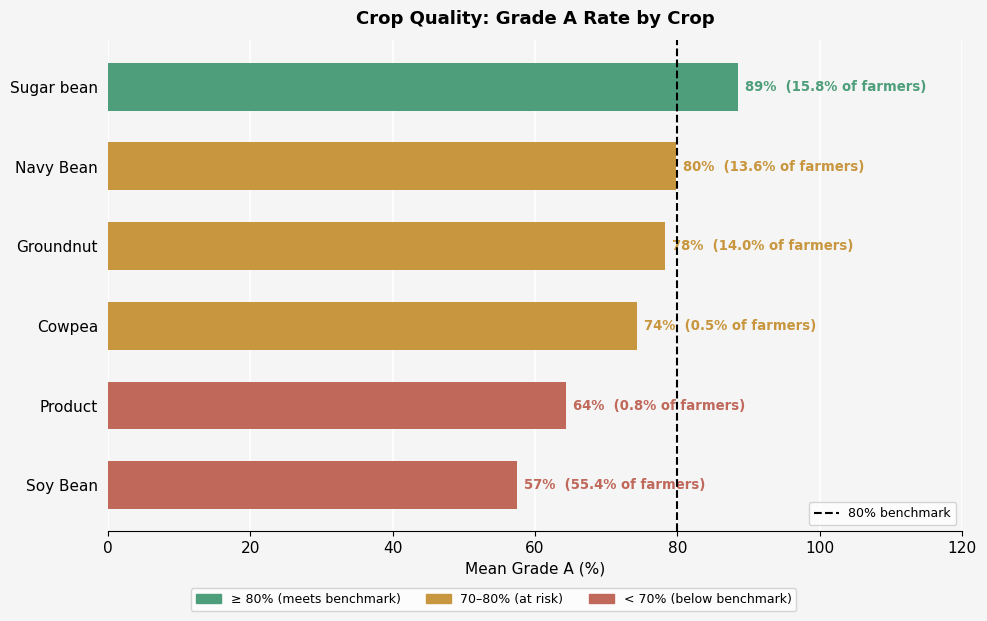 Crop Quality: Grade A Rate by Crop
Sugar bean
89%  (15.8% of farmers)
Navy Bean
80%  (13.6% of farmers)
Groundnut
78%  (14.0% of farmers)
Cowpea
74%  (0.5% of farmers)
Product
64%  (0.8% of farmers)
Soy Bean
57%  (55.4% of farmers)
80% benchmark
0 20 40 60 80 100 120
Mean Grade A (%)
≥ 80% (meets benchmark) 70–80% (at risk) < 70% (below benchmark)